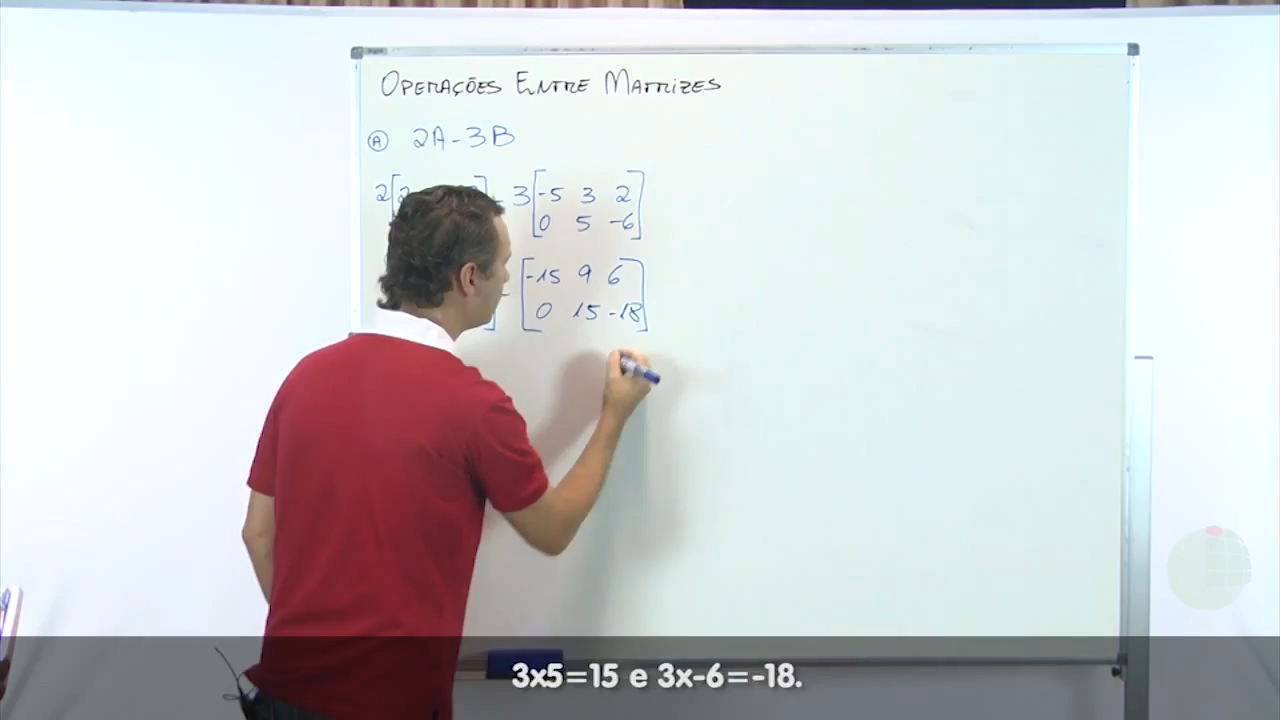 OPERAÇÕES ENTRE MATRIZES
A 2A-3B
2 [2 3 [-5 3 2]
[0 5 -6]
- [-15 9 6]
[0 15 -18]
3x5=15 e 3x-6=-18.